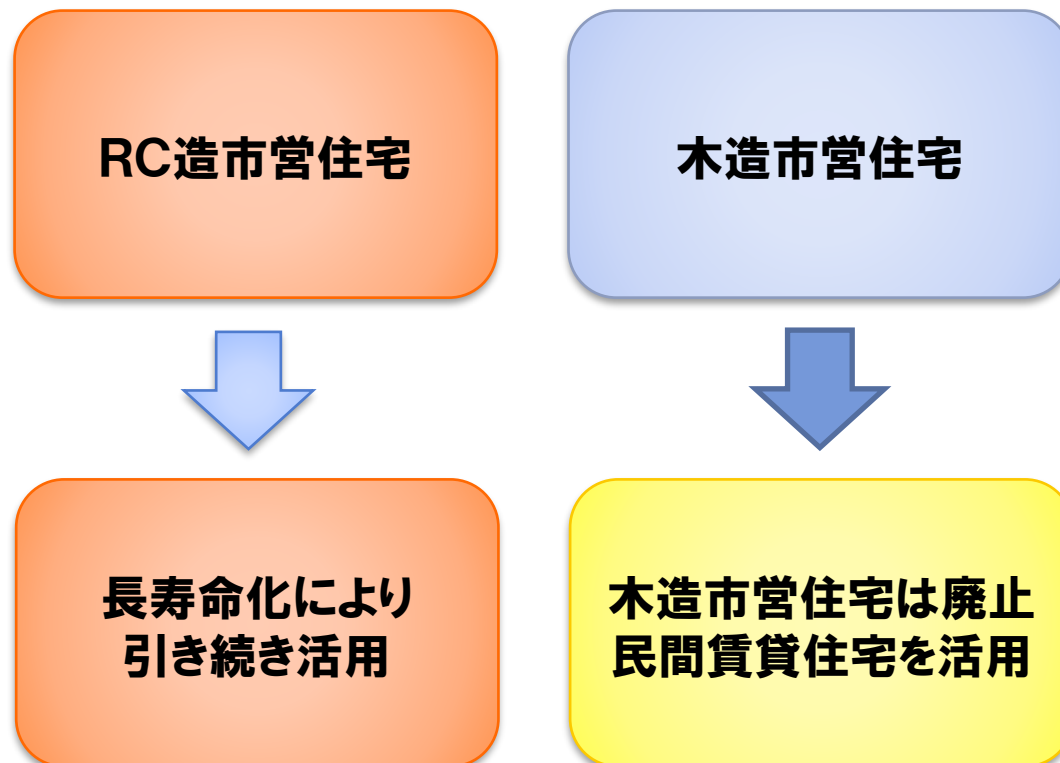 RC造市営住宅
木造市営住宅
長寿命化により
引き続き活用
木造市営住宅は廃止
民間賃貸住宅を活用